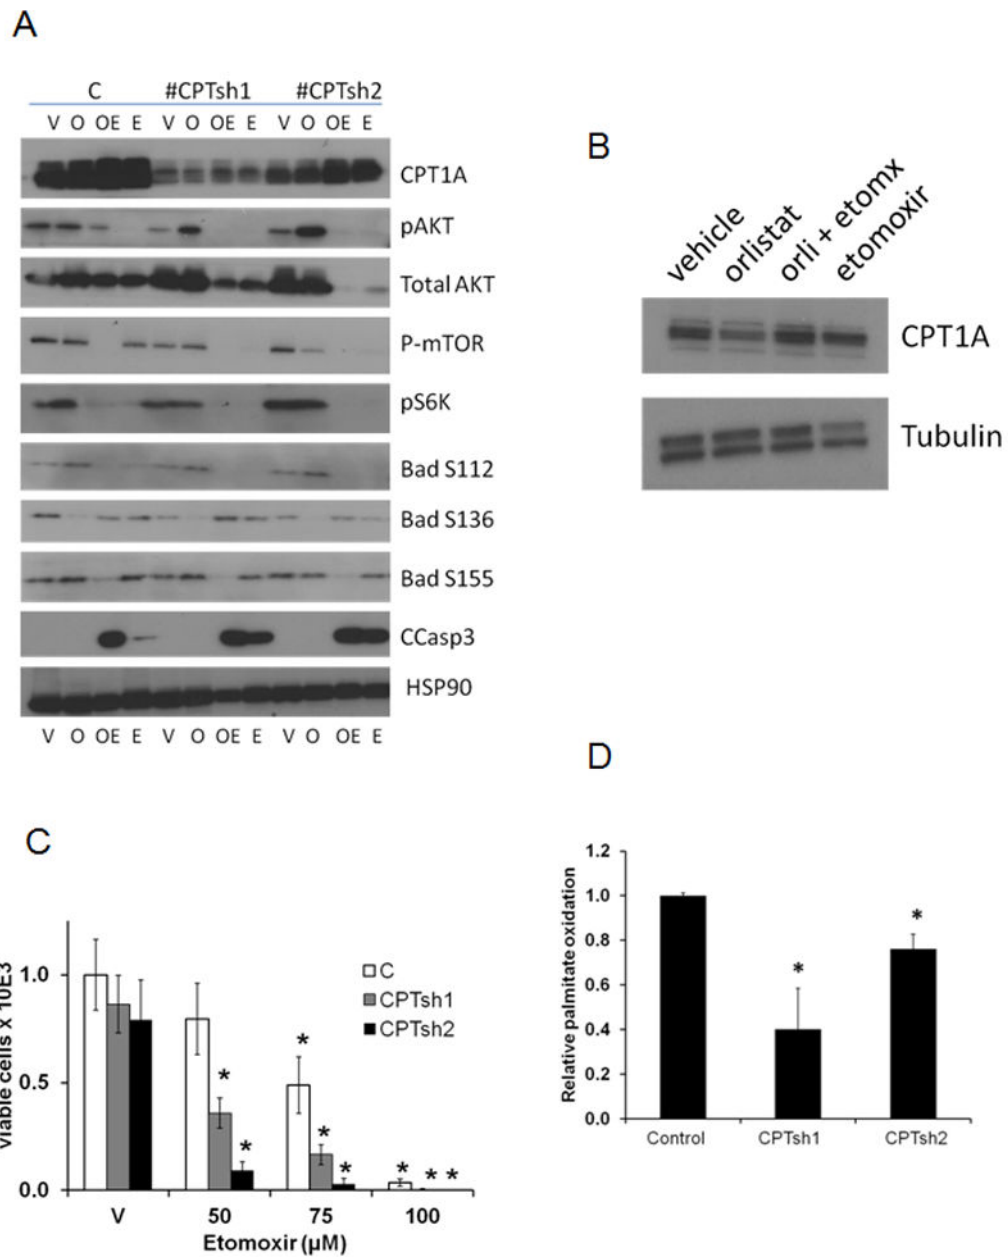 A
C #CPTsh1 #CPTsh2
V O OE E V O OE E V O OE E
CPT1A
pAKT
Total AKT
P-mTOR
pS6K
Bad S112
Bad S136
Bad S155
CCasp3
HSP90
V O OE E V O OE E V O OE E
B
vehicle
orlistat
orli + etomx
etomoxir
CPT1A
Tubulin
C
Viable cells x 10E3
1.0
0.5
0.0
C
CPTsh1
CPTsh2
* * * * * * * *
V 50 75 100
Etomoxir (µM)
D
Relative palmitate oxidation
1.2
1.0
0.8
0.6
0.4
0.2
0.0
* *
Control CPTsh1 CPTsh2